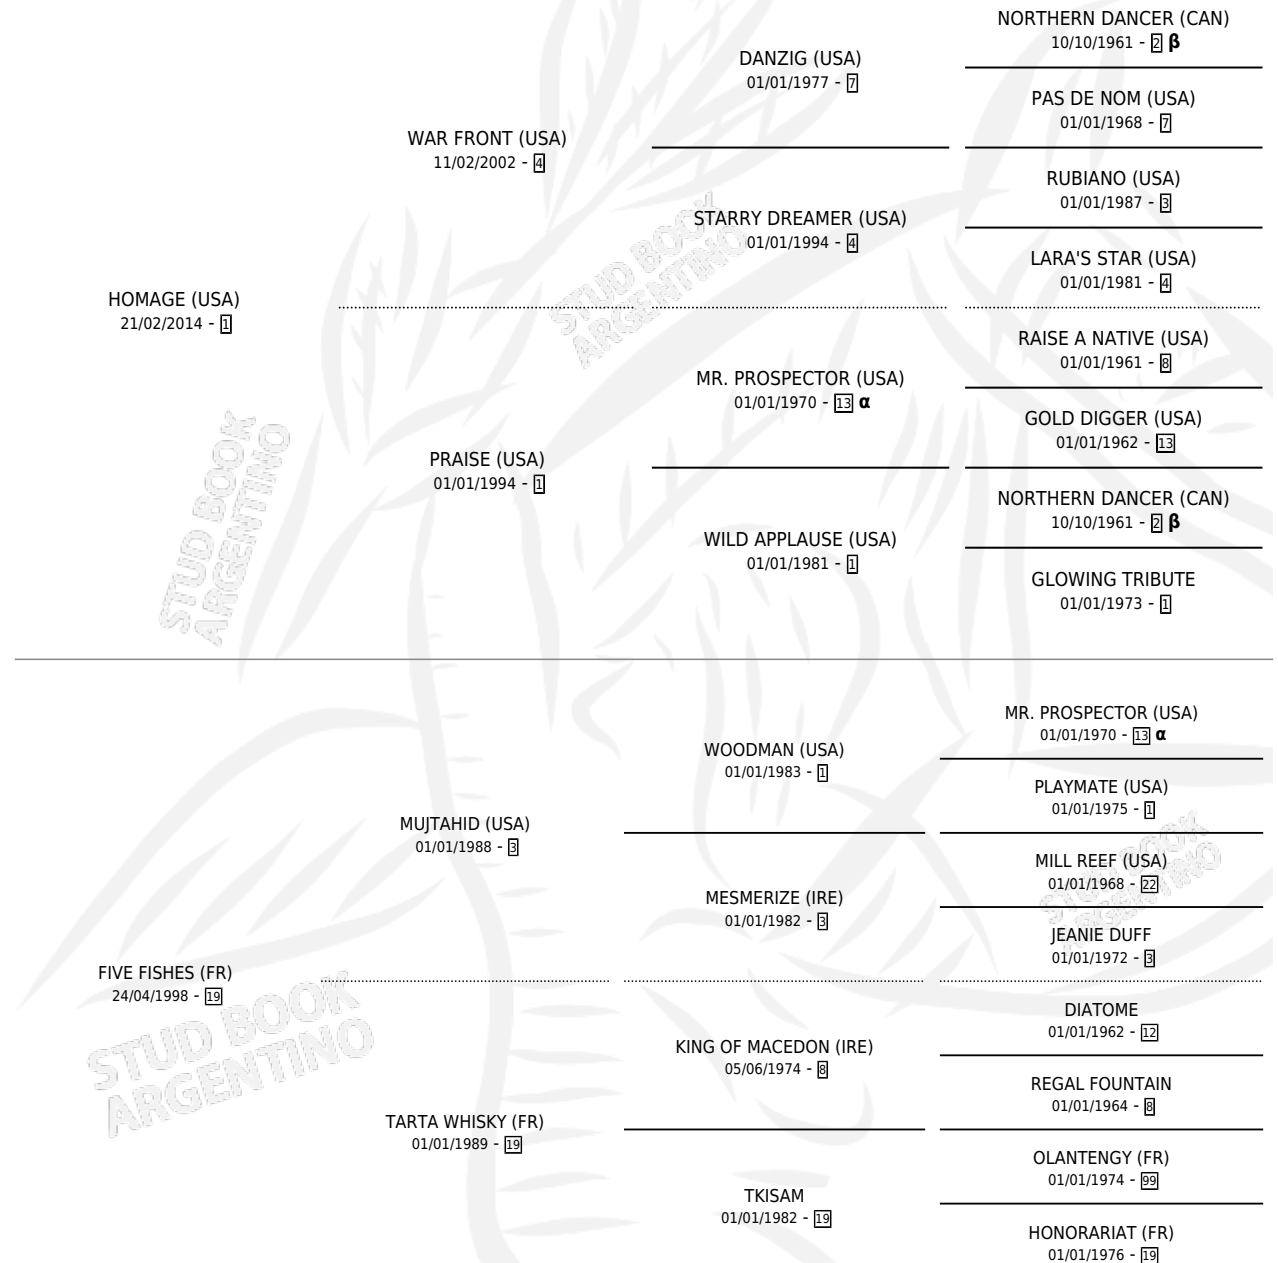 NORTHERN DANCER (CAN)
10/10/1961 - 2 β
DANZIG (USA)
01/01/1977 - 7
PAS DE NOM (USA)
01/01/1968 - 7
WAR FRONT (USA)
11/02/2002 - 4
RUBIANO (USA)
01/01/1987 - 3
STARRY DREAMER (USA)
01/01/1994 - 4
LARA'S STAR (USA)
01/01/1981 - 4
HOMAGE (USA)
21/02/2014 - 1
RAISE A NATIVE (USA)
01/01/1961 - 8
MR. PROSPECTOR (USA)
01/01/1970 - 13 α
GOLD DIGGER (USA)
01/01/1962 - 13
PRAISE (USA)
01/01/1994 - 1
NORTHERN DANCER (CAN)
10/10/1961 - 2 β
WILD APPLAUSE (USA)
01/01/1981 - 1
GLOWING TRIBUTE
01/01/1973 - 1
MR. PROSPECTOR (USA)
01/01/1970 - 13 α
WOODMAN (USA)
01/01/1983 - 1
PLAYMATE (USA)
01/01/1975 - 1
MUJTAHID (USA)
01/01/1988 - 3
MILL REEF (USA)
01/01/1968 - 22
MESMERIZE (IRE)
01/01/1982 - 3
JEANIE DUFF
01/01/1972 - 3
FIVE FISHES (FR)
24/04/1998 - 19
DIATOME
01/01/1962 - 12
KING OF MACEDON (IRE)
05/06/1974 - 8
REGAL FOUNTAIN
01/01/1964 - 8
TARTA WHISKY (FR)
01/01/1989 - 19
OLANTENGY (FR)
01/01/1974 - 99
TKISAM
01/01/1982 - 19
HONORARIAT (FR)
01/01/1976 - 19
STUD BOOK
ARGENTINO
STUD BOOK
ARGENTINO
STUD BOOK
ARGENTINO
STUD BOOK
ARGENTINO